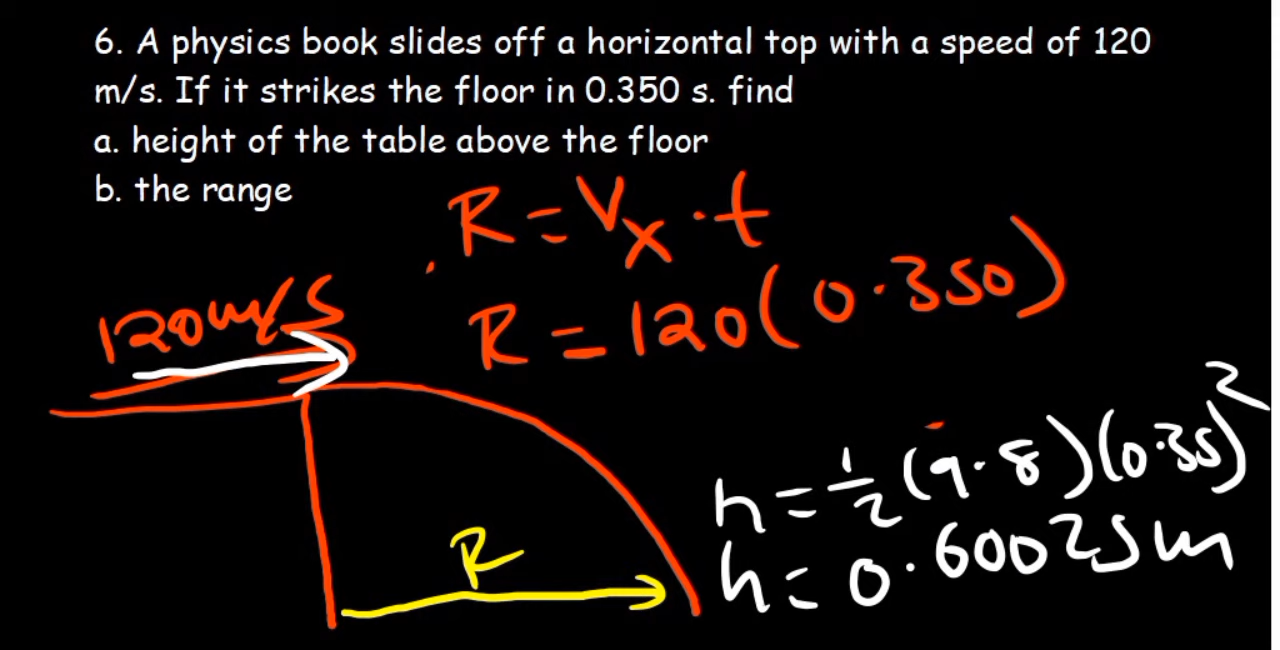 6. A physics book slides off a horizontal top with a speed of 120
m/s. If it strikes the floor in 0.350 s. find
a. height of the table above the floor
b. the range
R = Vx · t
R = 120(0.350)
120m/s
h = 1/2 (9.8)(0.35)²
h = 0.60025m
R